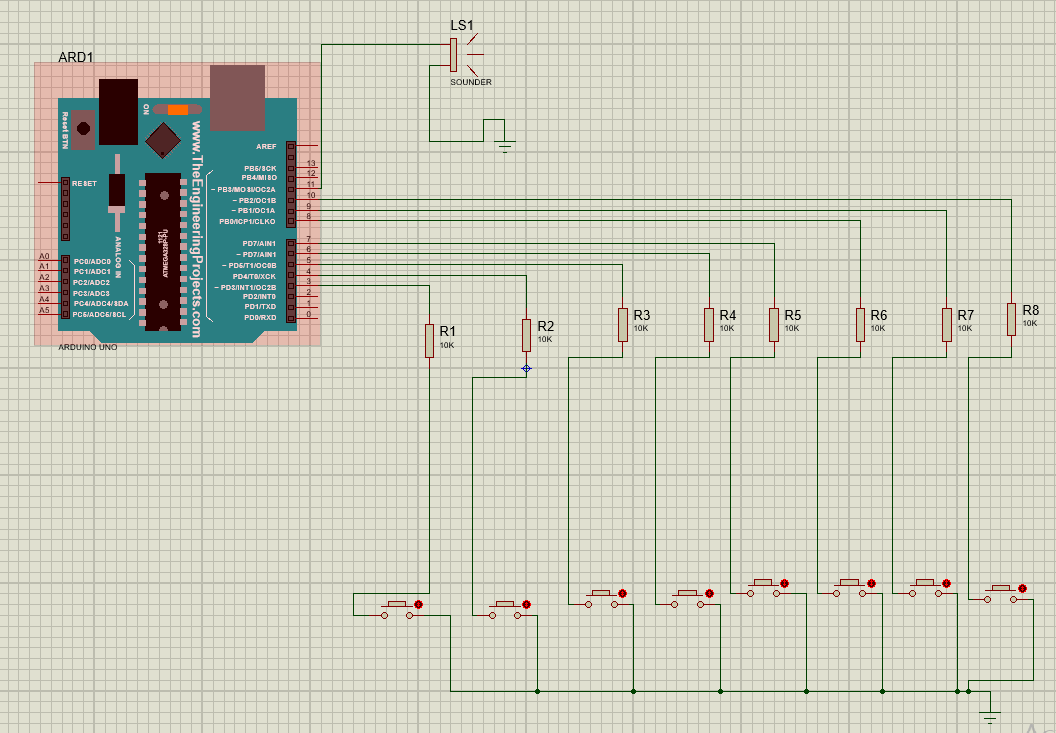 LS1
SOUNDER
ARD1
ON
Reset BTN
www.TheEngineeringProjects.com
AREF
13
PB5/SCK
12
PB4/MISO
11
~ PB3/MOSI/OC2A
10
~ PB2/OC1B
9
~ PB1/OC1A
8
PB0/ICP1/CLKO
RESET
7
PD7/AIN1
6
~ PD7/AIN1
5
~ PD5/T1/OC0B
4
PD4/T0/XCK
3
~ PD3/INT1/OC2B
2
PD2/INT0
1
PD1/TXD
0
PD0/RXD
ANALOG IN
1121
ATMEGA328P-PU
A0
PC0/ADC0
A1
PC1/ADC1
A2
PC2/ADC2
A3
PC3/ADC3
A4
PC4/ADC4/SDA
A5
PC5/ADC5/SCL
ARDUINO UNO
R1
10K
R2
10K
R3
10K
R4
10K
R5
10K
R6
10K
R7
10K
R8
10K